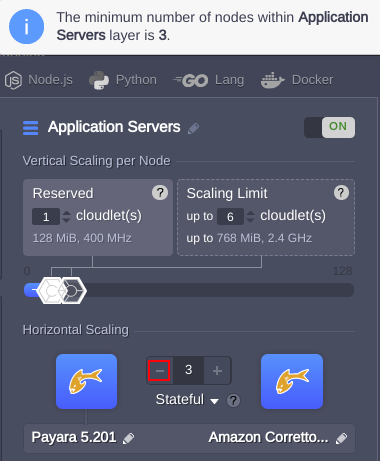 The minimum number of nodes within Application
Servers layer is 3.
Node.js Python GO Lang Docker
Application Servers ON
Vertical Scaling per Node
Reserved ? Scaling Limit ?
1 cloudlet(s) up to 6 cloudlet(s)
128 MiB, 400 MHz up to 768 MiB, 2.4 GHz
0 128
Horizontal Scaling
− 3 +
Stateful ?
Payara 5.201 Amazon Corretto...